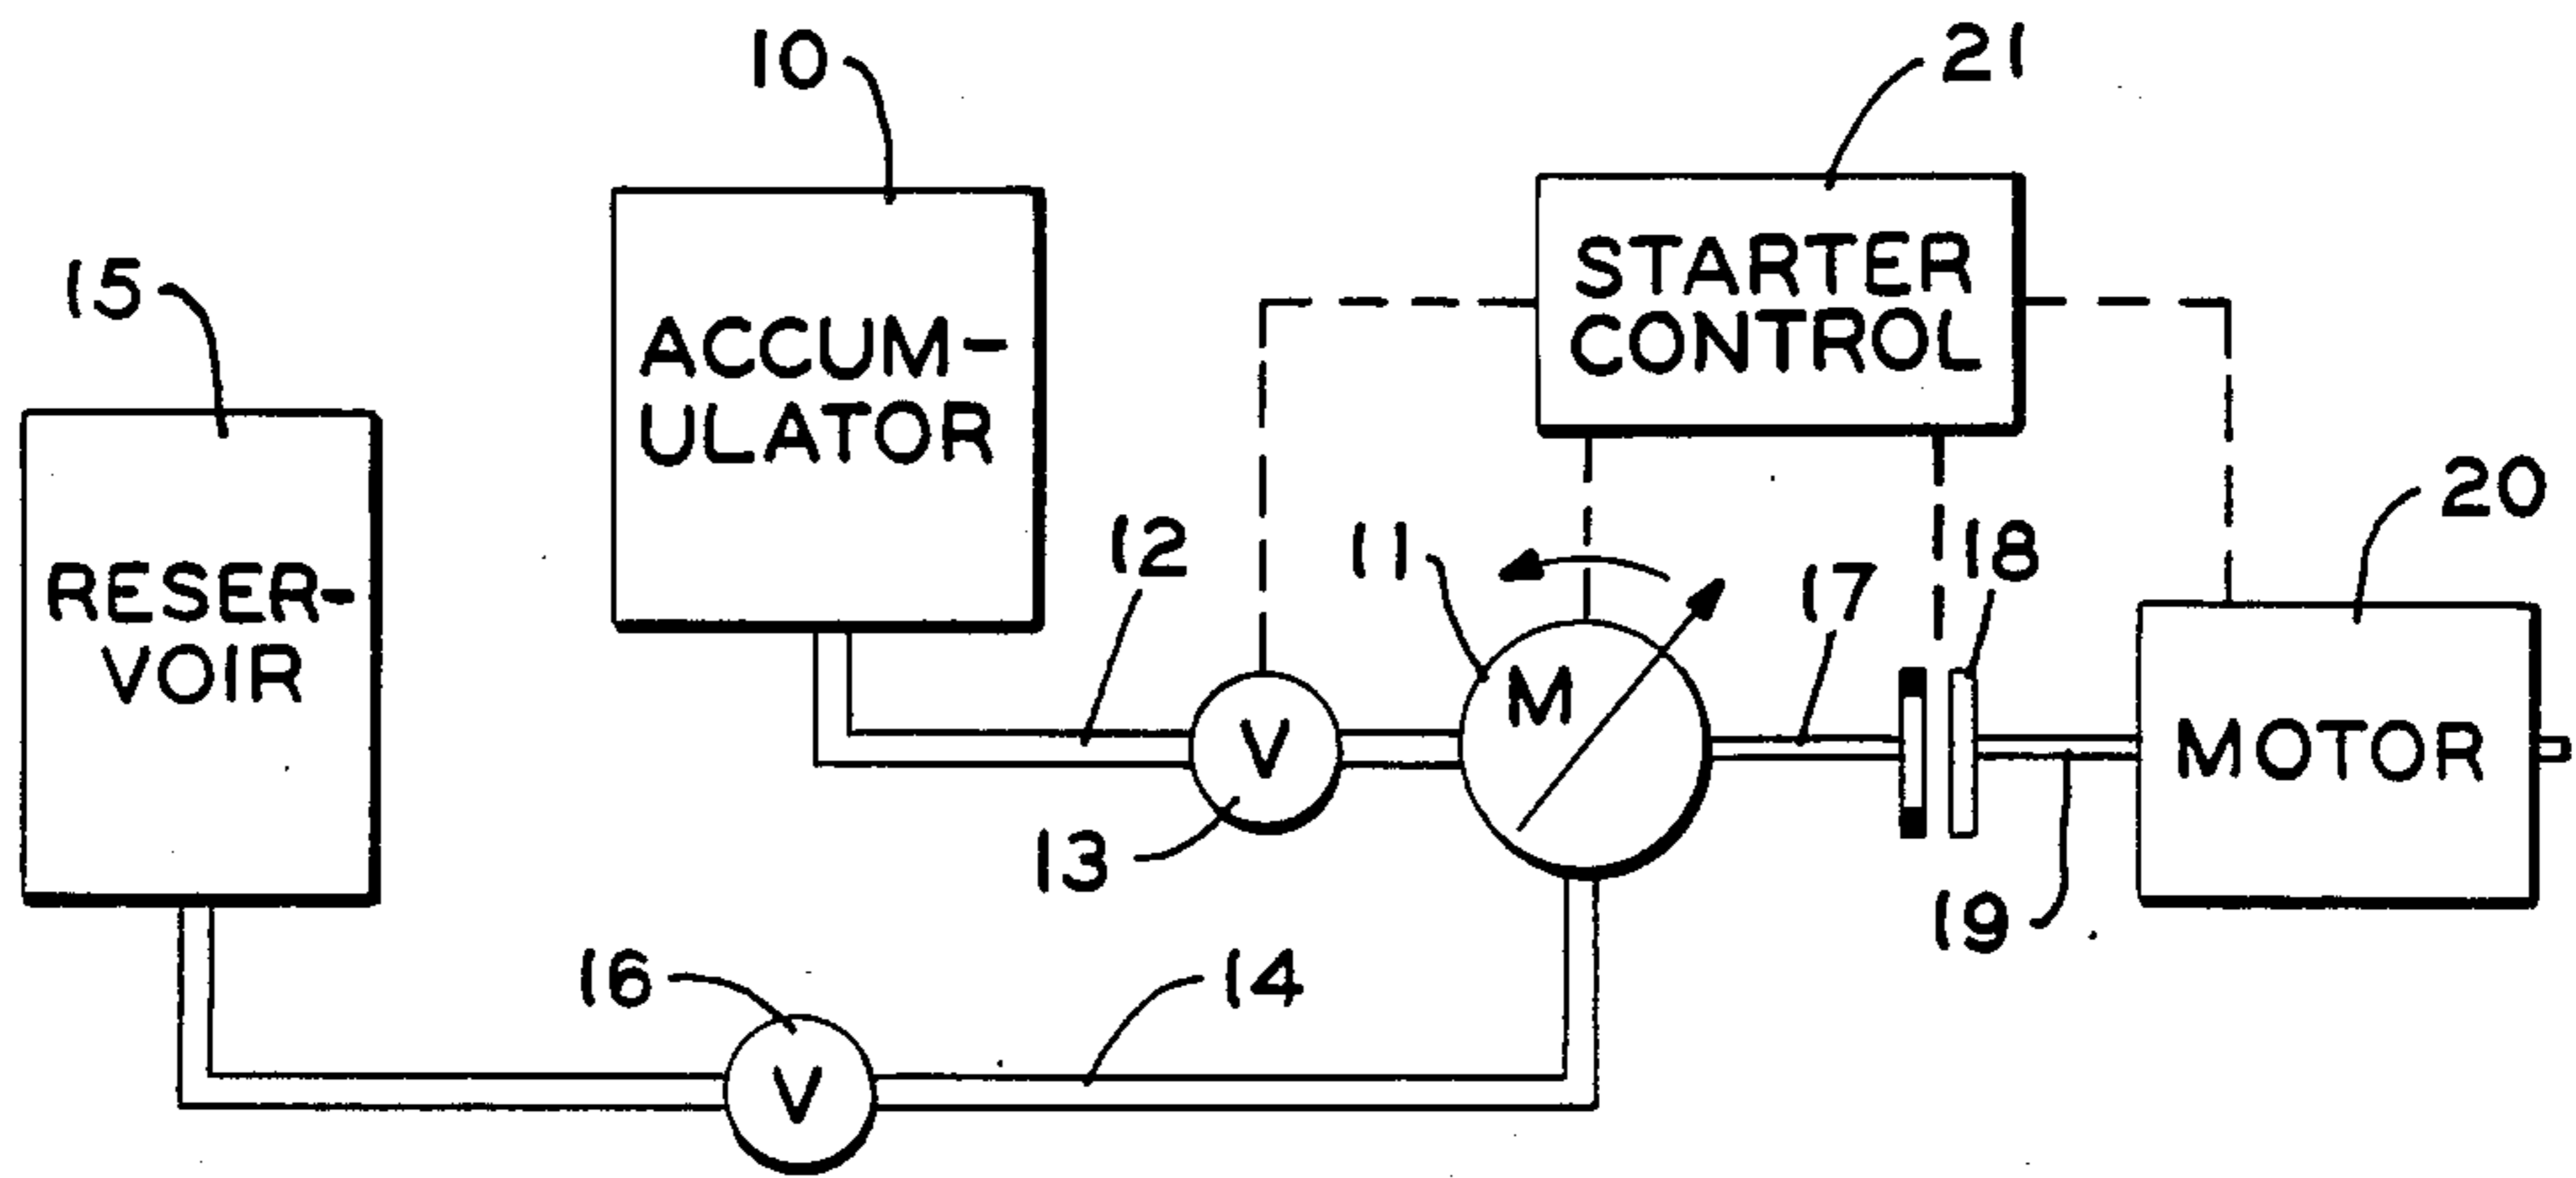 10
21
15
STARTER
CONTROL
ACCUM-
ULATOR
20
12
11
18
RESER-
VOIR
17
M
V
MOTOR
13
19
16
14
V